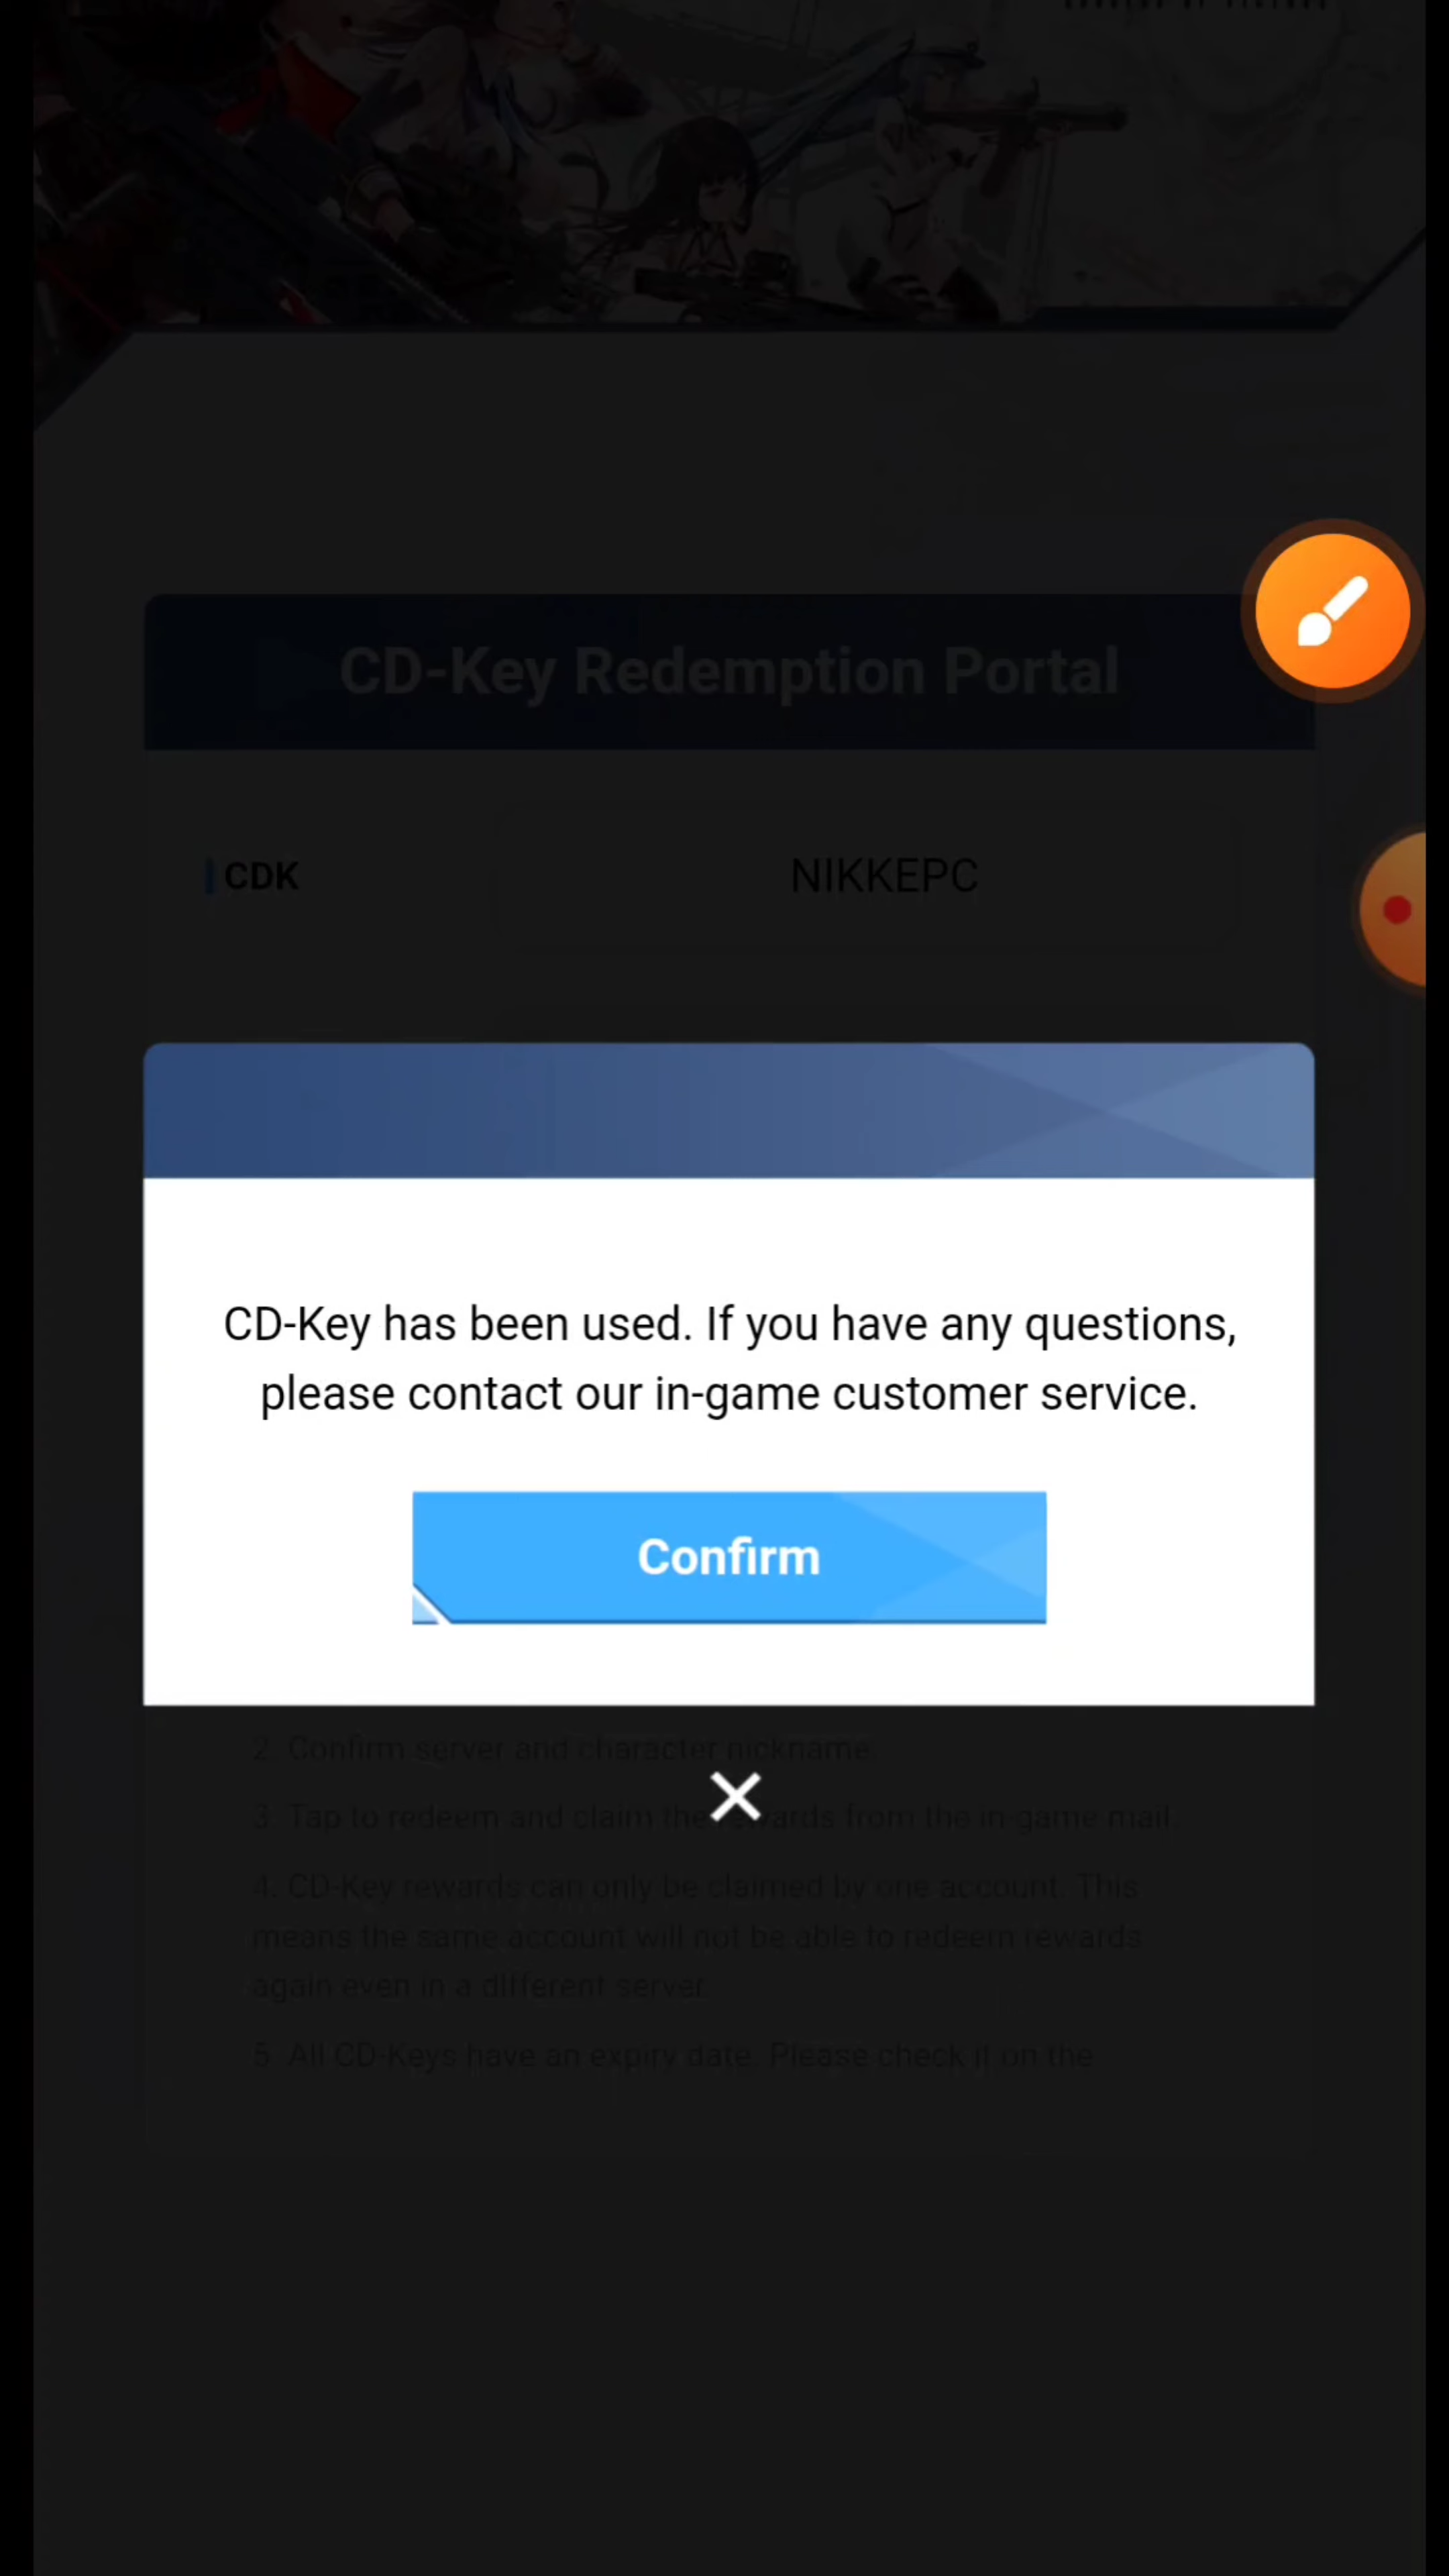 CD-Key Redemption Portal
CDK
NIKKEPC
CD-Key has been used. If you have any questions,
please contact our in-game customer service.
Confirm
2. Confirm server and character nickname.
3. Tap to redeem and claim the rewards from the in-game mail.
4. CD-Key rewards can only be claimed by one account. This
means the same account will not be able to redeem rewards
again even in a different server.
5. All CD-Keys have an expiry date. Please check it on the